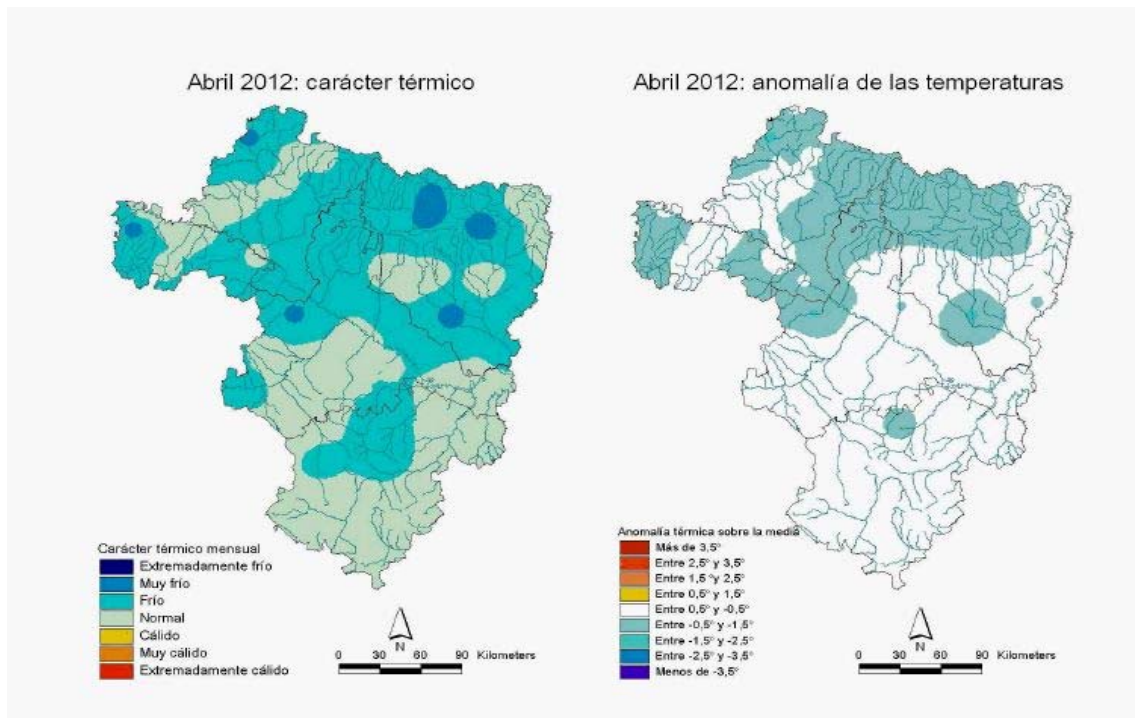 Abril 2012: carácter térmico
Carácter térmico mensual
Extremadamente frío
Muy frío
Frío
Normal
Cálido
Muy cálido
Extremadamente cálido
N
0 30 60 90 Kilometers
Abril 2012: anomalía de las temperaturas
Anomalía térmica sobre la media
Más de 3,5°
Entre 2,5° y 3,5°
Entre 1,5 °y 2,5°
Entre 0,5° y 1,5°
Entre 0,5° y -0,5°
Entre -0,5° y -1,5°
Entre -1,5° y -2,5°
Entre -2,5° y -3,5°
Menos de -3,5°
N
0 30 60 90 Kilometers